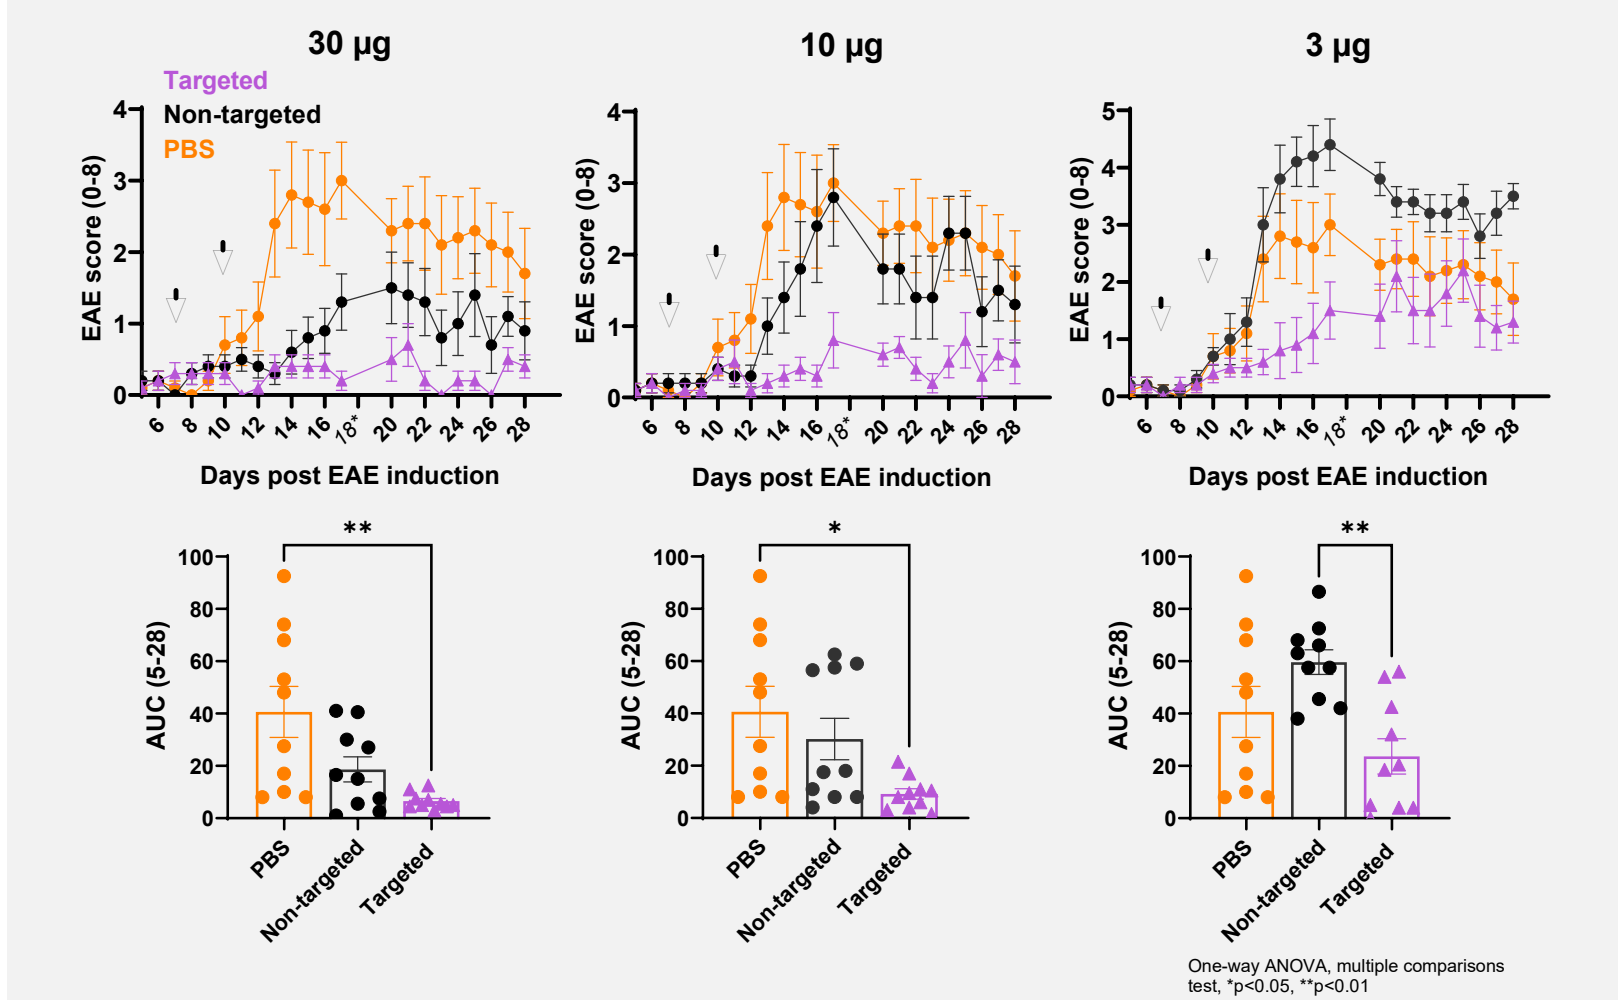 30 µg
10 µg
3 µg
Targeted
Non-targeted
PBS
EAE score (0-8)
4
3
2
1
0
6 8 10 12 14 16 18* 20 22 24 26 28
Days post EAE induction
EAE score (0-8)
4
3
2
1
0
6 8 10 12 14 16 18* 20 22 24 26 28
Days post EAE induction
EAE score (0-8)
5
4
3
2
1
0
6 8 10 12 14 16 18* 20 22 24 26 28
Days post EAE induction
**
AUC (5-28)
100
80
60
40
20
0
PBS
Non-targeted
Targeted
*
AUC (5-28)
100
80
60
40
20
0
PBS
Non-targeted
Targeted
**
AUC (5-28)
100
80
60
40
20
0
PBS
Non-targeted
Targeted
One-way ANOVA, multiple comparisons
test, *p<0.05, **p<0.01